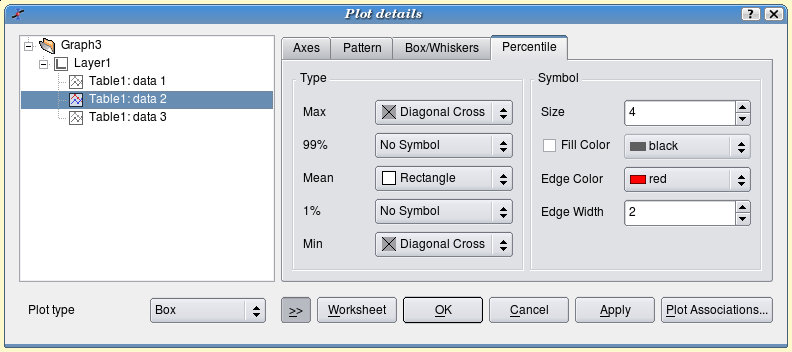 Plot details
? X
Graph3
Layer1
Table1: data 1
Table1: data 2
Table1: data 3
Axes Pattern Box/Whiskers Percentile
Type
Max Diagonal Cross
99% No Symbol
Mean Rectangle
1% No Symbol
Min Diagonal Cross
Symbol
Size 4
Fill Color black
Edge Color red
Edge Width 2
Plot type Box
>> Worksheet OK Cancel Apply Plot Associations...